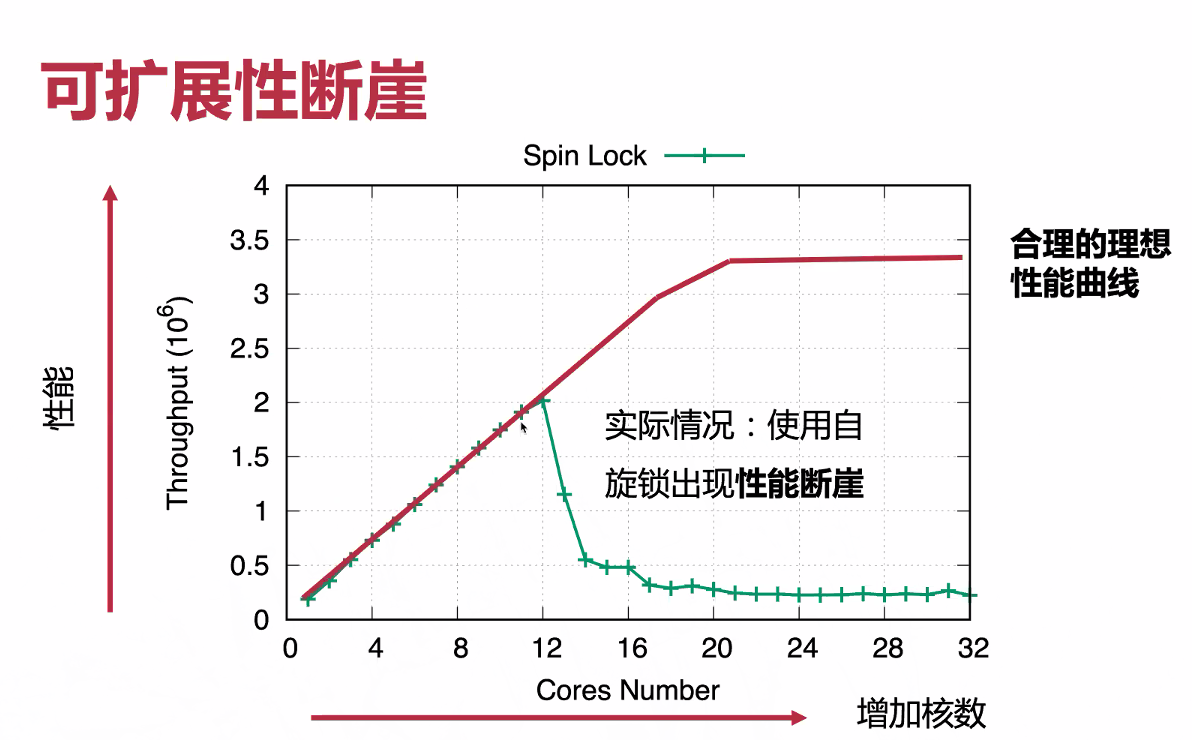 可扩展性断崖
Spin Lock
4
3.5
3
2.5
2
1.5
1
0.5
0
Throughput (10⁶)
性能
合理的理想
性能曲线
实际情况：使用自
旋锁出现性能断崖
0 4 8 12 16 20 24 28 32
Cores Number
增加核数